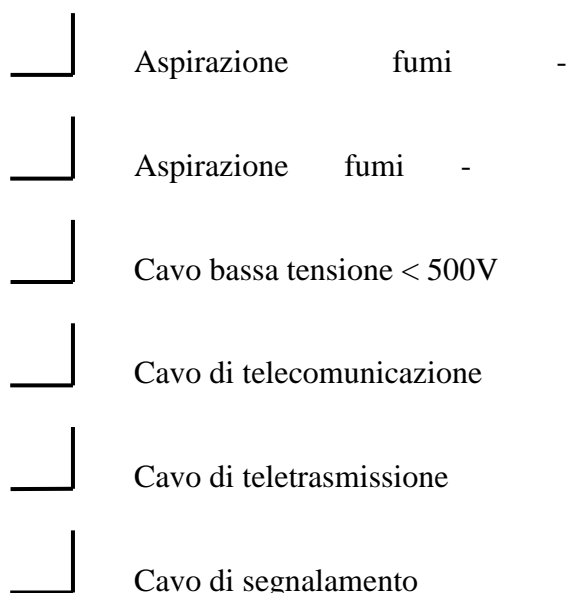 Aspirazione fumi -
Aspirazione fumi -
Cavo bassa tensione < 500V
Cavo di telecomunicazione
Cavo di teletrasmissione
Cavo di segnalamento